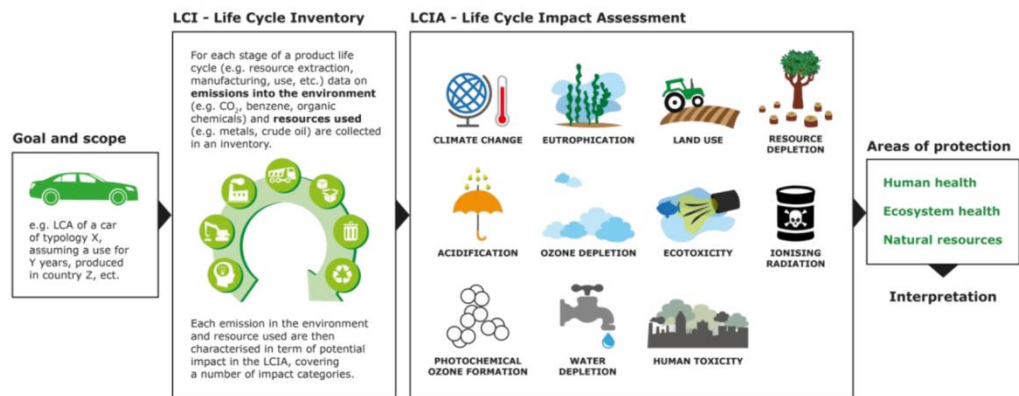 Goal and scope
e.g. LCA of a car
of typology X,
assuming a use for
Y years, produced
in country Z, ect.
LCI - Life Cycle Inventory
For each stage of a product life
cycle (e.g. resource extraction,
manufacturing, use, etc.) data on
emissions into the environment
(e.g. CO₂, benzene, organic
chemicals) and resources used
(e.g. metals, crude oil) are collected
in an inventory.
Each emission in the environment
and resource used are then
characterised in term of potential
impact in the LCIA, covering
a number of impact categories.
LCIA - Life Cycle Impact Assessment
CLIMATE CHANGE
EUTROPHICATION
LAND USE
RESOURCE
DEPLETION
ACIDIFICATION
OZONE DEPLETION
ECOTOXICITY
IONISING
RADIATION
PHOTOCHEMICAL
OZONE FORMATION
WATER
DEPLETION
HUMAN TOXICITY
Areas of protection
Human health
Ecosystem health
Natural resources
Interpretation